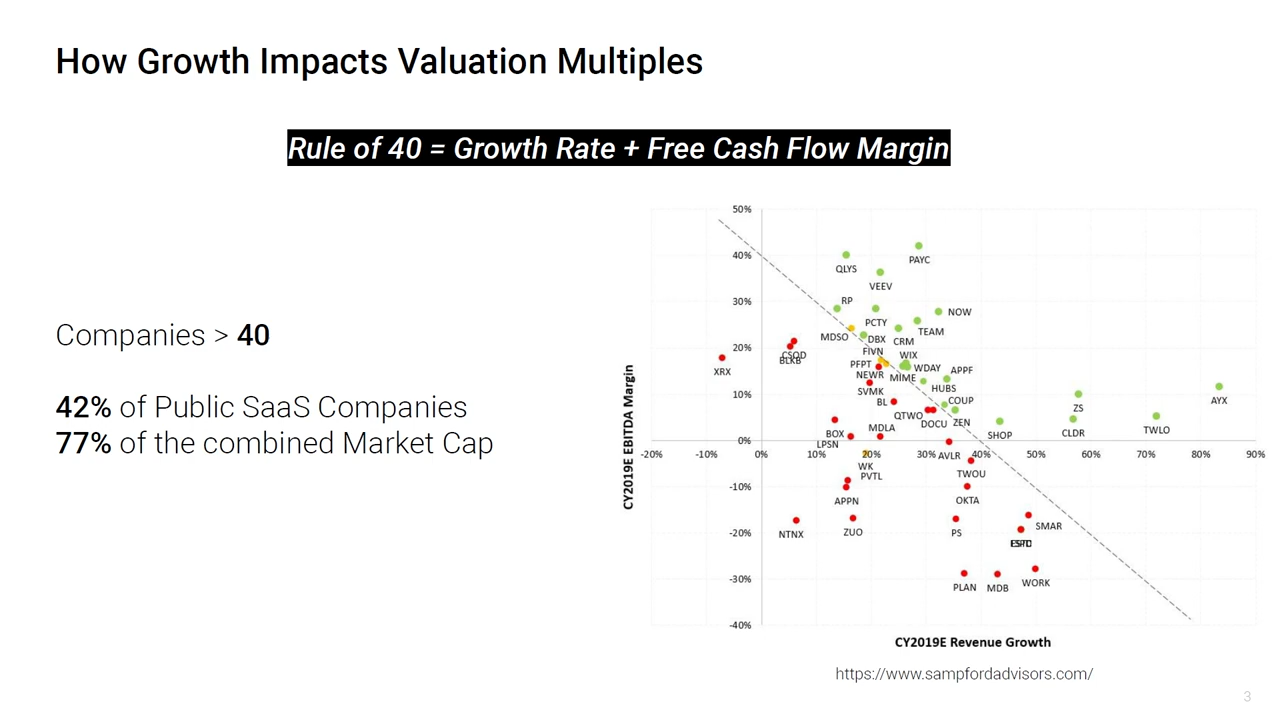 How Growth Impacts Valuation Multiples
Rule of 40 = Growth Rate + Free Cash Flow Margin
Companies > 40
42% of Public SaaS Companies
77% of the combined Market Cap
CY2019E EBITDA Margin
50%
40%
30%
20%
10%
0%
-10%
-20%
-30%
-40%
-20%
-10%
0%
10%
20%
30%
40%
50%
60%
70%
80%
90%
PAYC
QLYS
VEEV
RP
NOW
PCTY
TEAM
MDSO
DBX
CRM
FIVN
WIX
CSOD
BLKB
PFPT
WDAY
APPF
XRX
NEWR
MIME
HUBS
SVMK
BL
COUP
AYX
ZS
QTWO
DOCU
ZEN
BOX
MDLA
SHOP
CLDR
TWLO
LPSN
AVLR
WK
PVTL
TWOU
APPN
OKTA
NTNX
ZUO
PS
SMAR
PLAN
MDB
WORK
CY2019E Revenue Growth
https://www.sampfordadvisors.com/
3